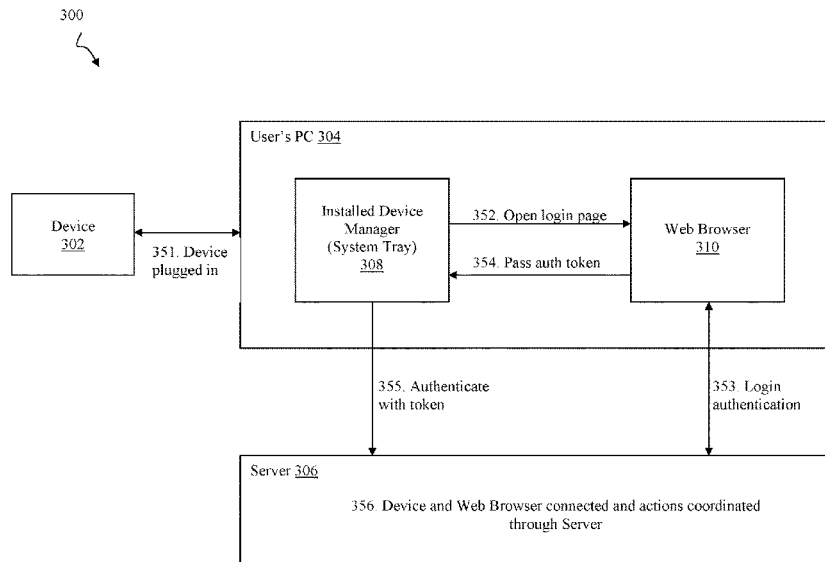 300
User's PC 304
Device
302
351. Device
plugged in
Installed Device
Manager
(System Tray)
308
352. Open login page
354. Pass auth token
Web Browser
310
355. Authenticate
with token
353. Login
authentication
Server 306
356. Device and Web Browser connected and actions coordinated
through Server